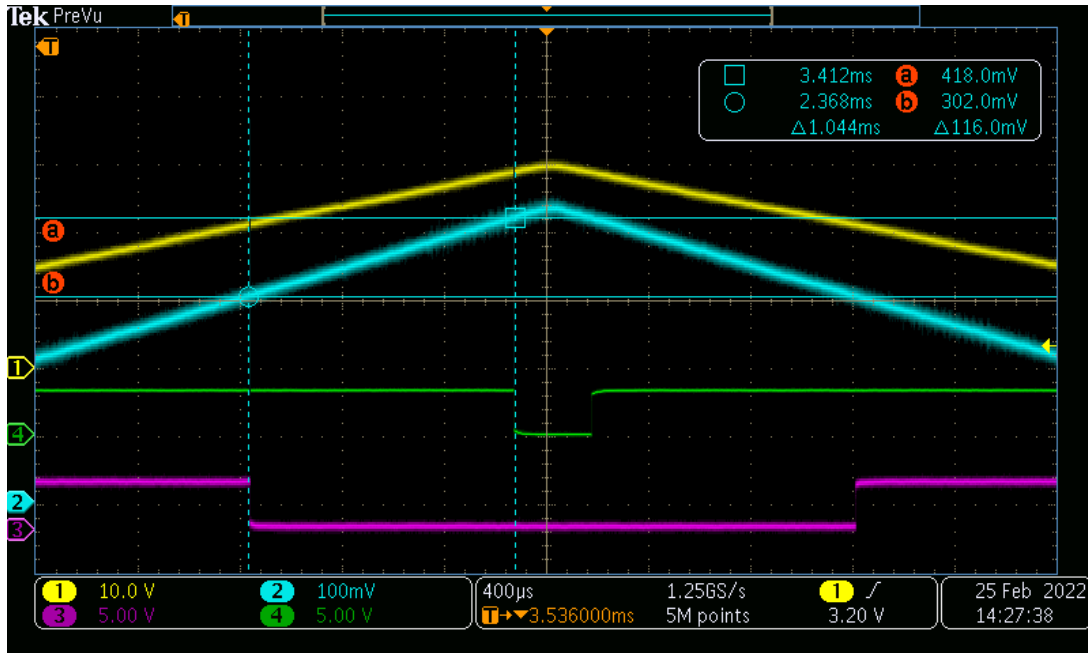 Tek PreVu
T
T
3.412ms a 418.0mV
2.368ms b 302.0mV
△1.044ms △116.0mV
a
b
1
4
2
3
1 10.0 V 2 100mV 400µs 1.25GS/s 1 3.20 V 25 Feb 2022
3 5.00 V 4 5.00 V T→▼3.536000ms 5M points 14:27:38